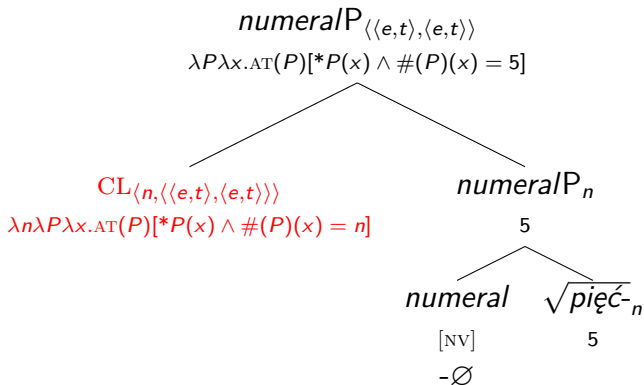 numeralP⟨⟨e,t⟩,⟨e,t⟩⟩
λPλx.AT(P)[*P(x) ∧ #(P)(x) = 5]
CL⟨n,⟨⟨e,t⟩,⟨e,t⟩⟩⟩ numeralPn
λnλPλx.AT(P)[*P(x) ∧ #(P)(x) = n] 5
numeral √pięć-n
[NV] 5
-∅